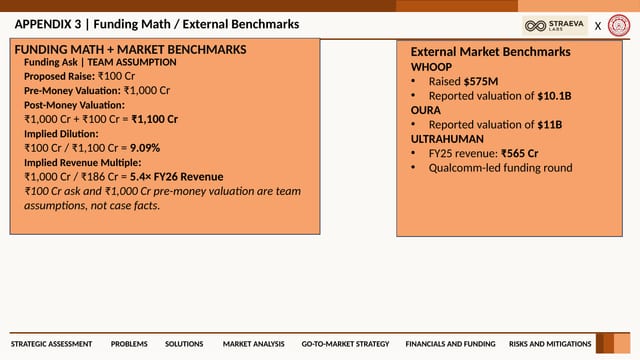 APPENDIX 3 | Funding Math / External Benchmarks
STRAEVA
LABS
X
FUNDING MATH + MARKET BENCHMARKS
Funding Ask | TEAM ASSUMPTION
Proposed Raise: ₹100 Cr
Pre-Money Valuation: ₹1,000 Cr
Post-Money Valuation:
₹1,000 Cr + ₹100 Cr = ₹1,100 Cr
Implied Dilution:
₹100 Cr / ₹1,100 Cr = 9.09%
Implied Revenue Multiple:
₹1,000 Cr / ₹186 Cr = 5.4× FY26 Revenue
₹100 Cr ask and ₹1,000 Cr pre-money valuation are team
assumptions, not case facts.
External Market Benchmarks
WHOOP
• Raised $575M
• Reported valuation of $10.1B
OURA
• Reported valuation of $11B
ULTRAHUMAN
• FY25 revenue: ₹565 Cr
• Qualcomm-led funding round
STRATEGIC ASSESSMENT PROBLEMS SOLUTIONS MARKET ANALYSIS GO-TO-MARKET STRATEGY FINANCIALS AND FUNDING RISKS AND MITIGATIONS